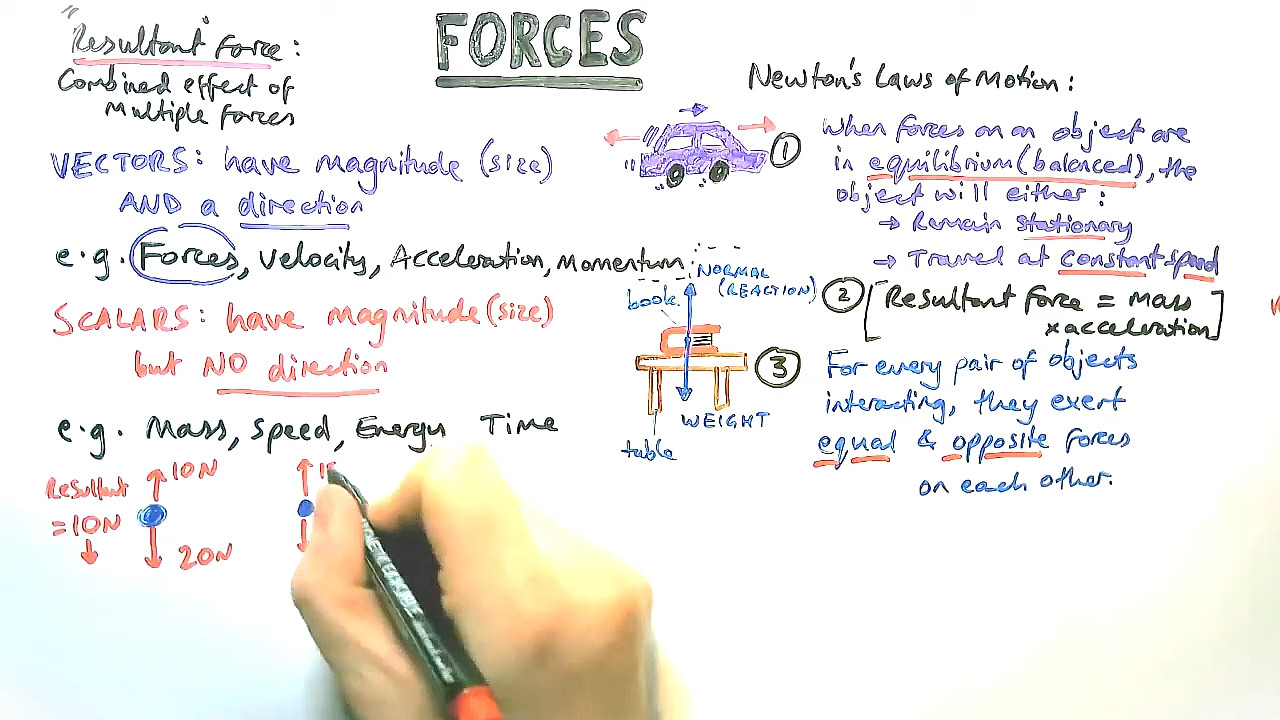 FORCES
"Resultant" Force:
Combined effect of
Multiple forces
VECTORS: have magnitude (size)
AND a direction
e.g. Forces, Velocity, Acceleration, Momentum
SCALARS: have magnitude (size)
but NO direction
e.g. Mass, Speed, Energy Time
Resultant
=10N
10N
20N
Newton's Laws of Motion:
1
When forces on an object are
in equilibrium (balanced), the
object will either:
→ Remain stationary
→ Travel at constant speed
2
[Resultant force = mass
x acceleration]
NORMAL
(REACTION)
book
WEIGHT
table
3
For every pair of objects
interacting, they exert
equal & opposite forces
on each other.